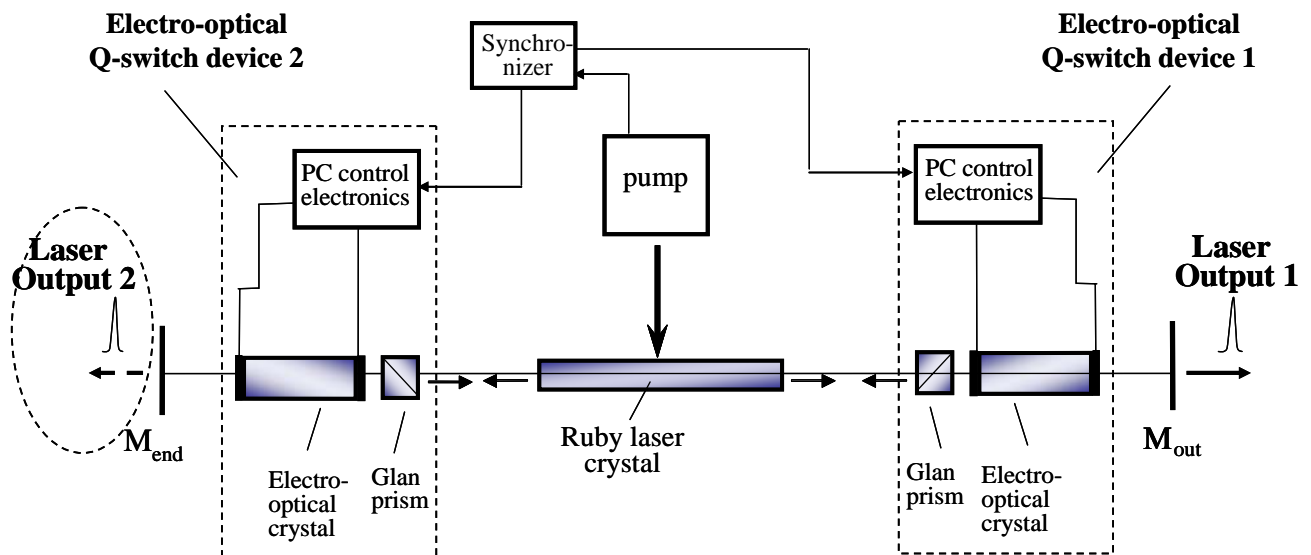 Electro-optical
Q-switch device 2
Synchro-
nizer
Electro-optical
Q-switch device 1
PC control
electronics
pump
PC control
electronics
Laser
Output 2
Laser
Output 1
M end
Electro-
optical
crystal
Glan
prism
Ruby laser
crystal
Glan
prism
Electro-
optical
crystal
M out